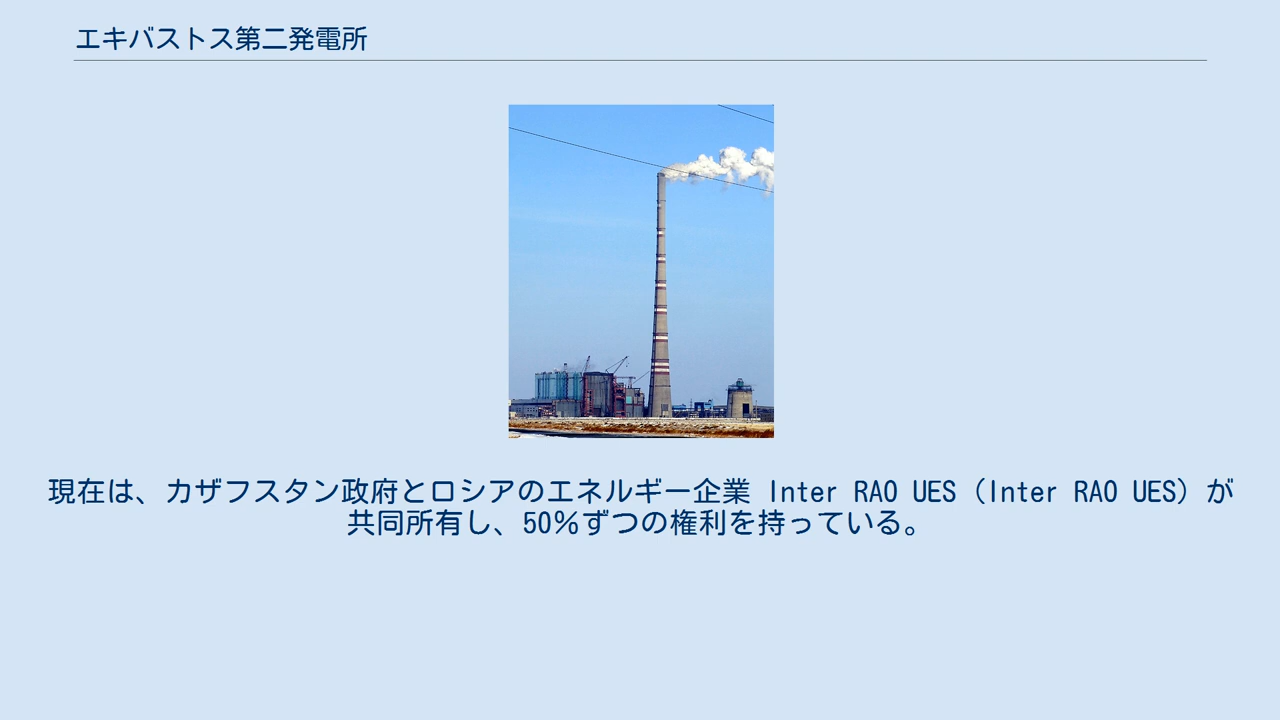 エキバストス第二発電所
現在は、カザフスタン政府とロシアのエネルギー企業 Inter RAO UES（Inter RAO UES）が
共同所有し、50％ずつの権利を持っている。